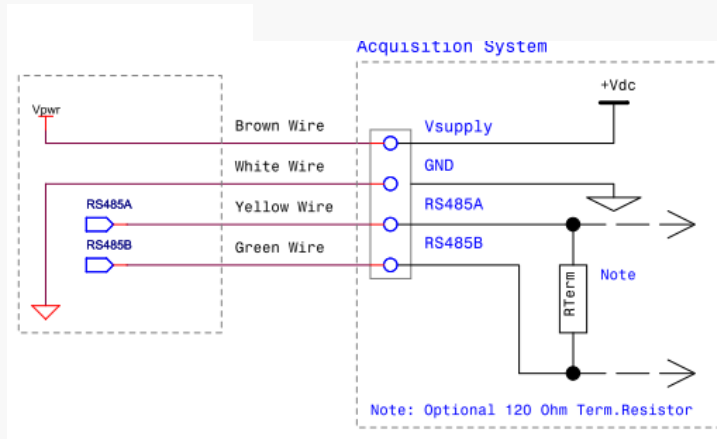 Acquisition System
+Vdc
Vpwr
Brown Wire
Vsupply
White Wire
GND
RS485A
Yellow Wire
RS485A
RS485B
Green Wire
RS485B
Note
RTerm
Note: Optional 120 Ohm Term.Resistor